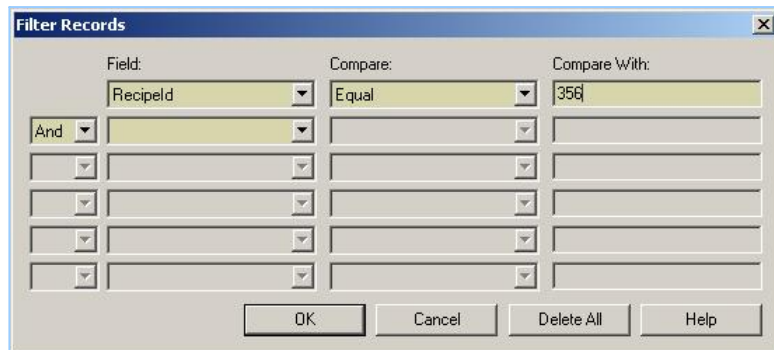 Filter Records
Field: Compare: Compare With:
RecipeId Equal 356
And
OK Cancel Delete All Help